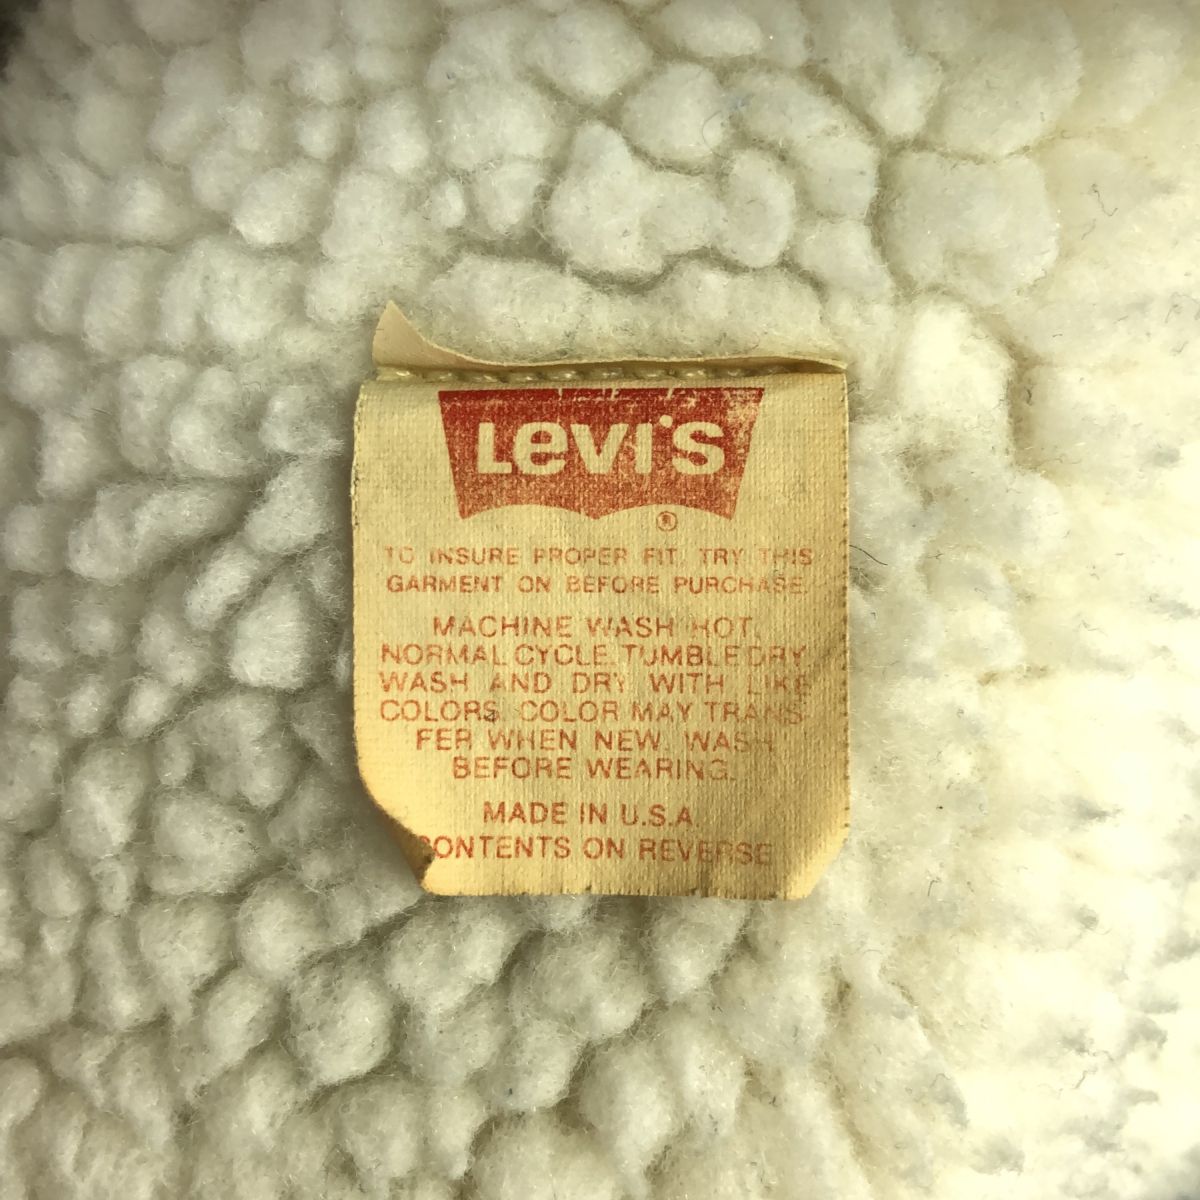 Levi's
®
TO INSURE PROPER FIT, TRY THIS
GARMENT ON BEFORE PURCHASE.
MACHINE WASH HOT,
NORMAL CYCLE. TUMBLE DRY
WASH AND DRY WITH LIKE
COLORS. COLOR MAY TRANS-
FER WHEN NEW. WASH
BEFORE WEARING.
MADE IN U.S.A
CONTENTS ON REVERSE